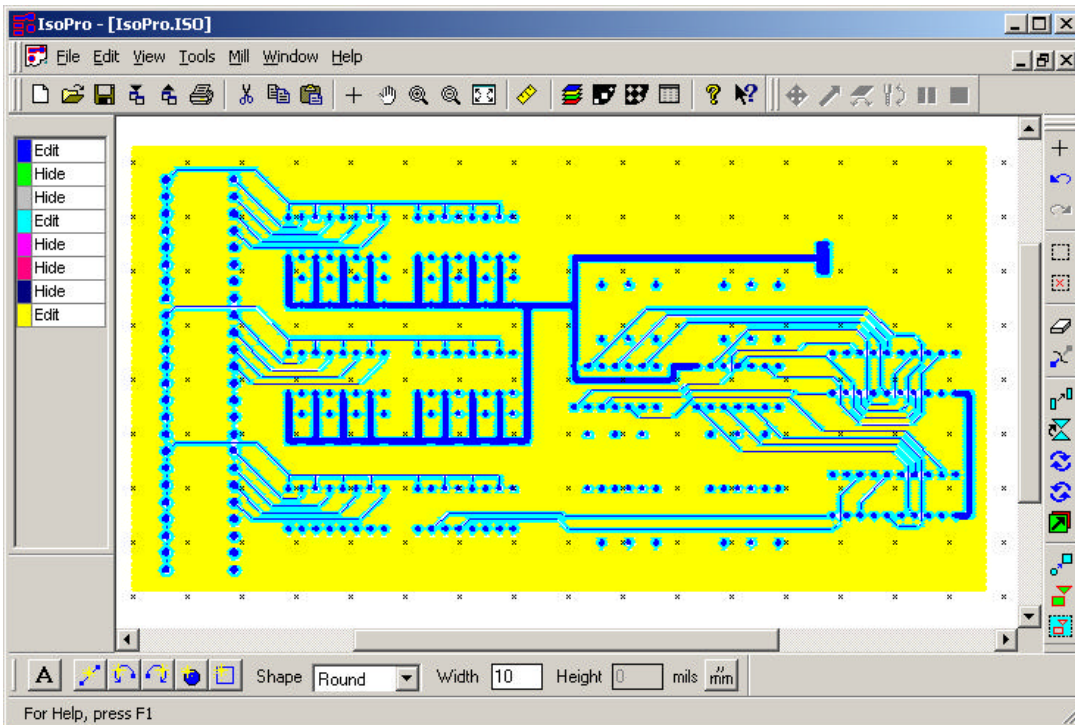 IsoPro - [IsoPro.ISO]
File Edit View Tools Mill Window Help
Edit
Hide
Hide
Edit
Hide
Hide
Hide
Edit
A Shape Round Width 10 Height 0 mils " mm
For Help, press F1